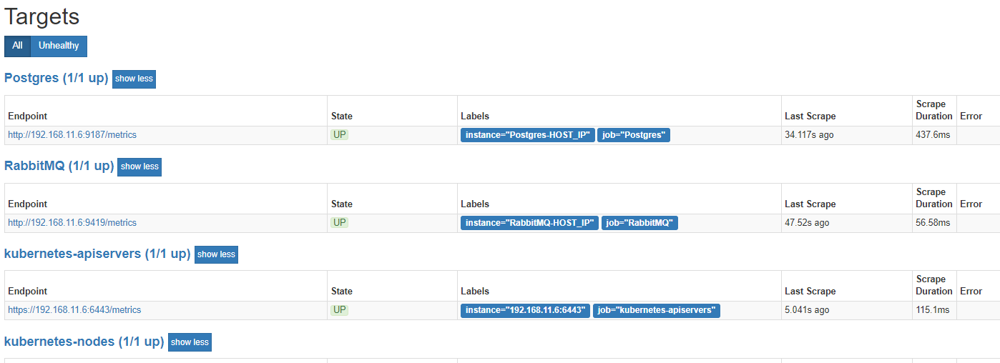 Targets
All Unhealthy
Postgres (1/1 up) show less
Endpoint State Labels Last Scrape Scrape Duration Error
http://192.168.11.6:9187/metrics UP instance="Postgres-HOST_IP" job="Postgres" 34.117s ago 437.6ms
RabbitMQ (1/1 up) show less
Endpoint State Labels Last Scrape Scrape Duration Error
http://192.168.11.6:9419/metrics UP instance="RabbitMQ-HOST_IP" job="RabbitMQ" 47.52s ago 56.58ms
kubernetes-apiservers (1/1 up) show less
Endpoint State Labels Last Scrape Scrape Duration Error
https://192.168.11.6:6443/metrics UP instance="192.168.11.6:6443" job="kubernetes-apiservers" 5.041s ago 115.1ms
kubernetes-nodes (1/1 up) show less